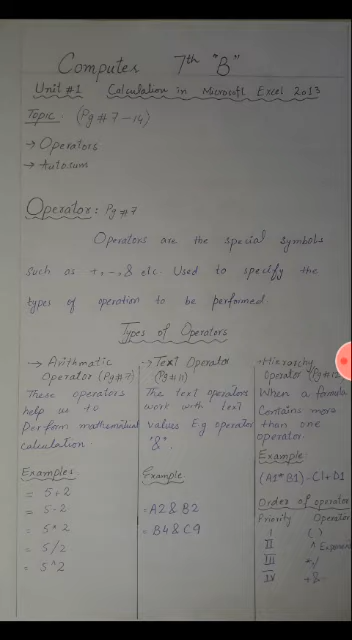 Computes 7th "B"
Unit #1 Calculation in Microsoft Excel 2013
Topic: (Pg # 7-14)
→ Operators
→ Autosum
Operator: Pg #7
Operators are the special symbols
such as +, -, & etc. Used to specify the
types of operation to be performed.
Types of Operators
→ Arithmatic
Operator (Pg#7)
These operators
help us to
Perform mathematical
calculation.
Examples
= 5+2
= 5-2
= 5*2
= 5/2
= 5^2
→ Text Operator
(Pg #11)
The text operators
work with text
values E.g operator
"&".
Example
=A2&B2
=B4&C9
→Hierarchy
Operator (Pg #12)
When a formula
Contains more
than one
operator.
Example
(A1*B1)-C1+D1
Order of operator
Priority Operator
I ( )
II ^ Exponent
III */
IV +&-